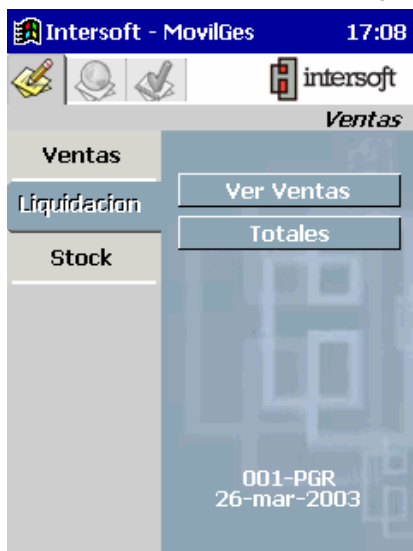 Intersoft - MovilGes 17:08
intersoft
Ventas
Ventas
Liquidacion
Stock
Ver Ventas
Totales
001-PGR
26-mar-2003